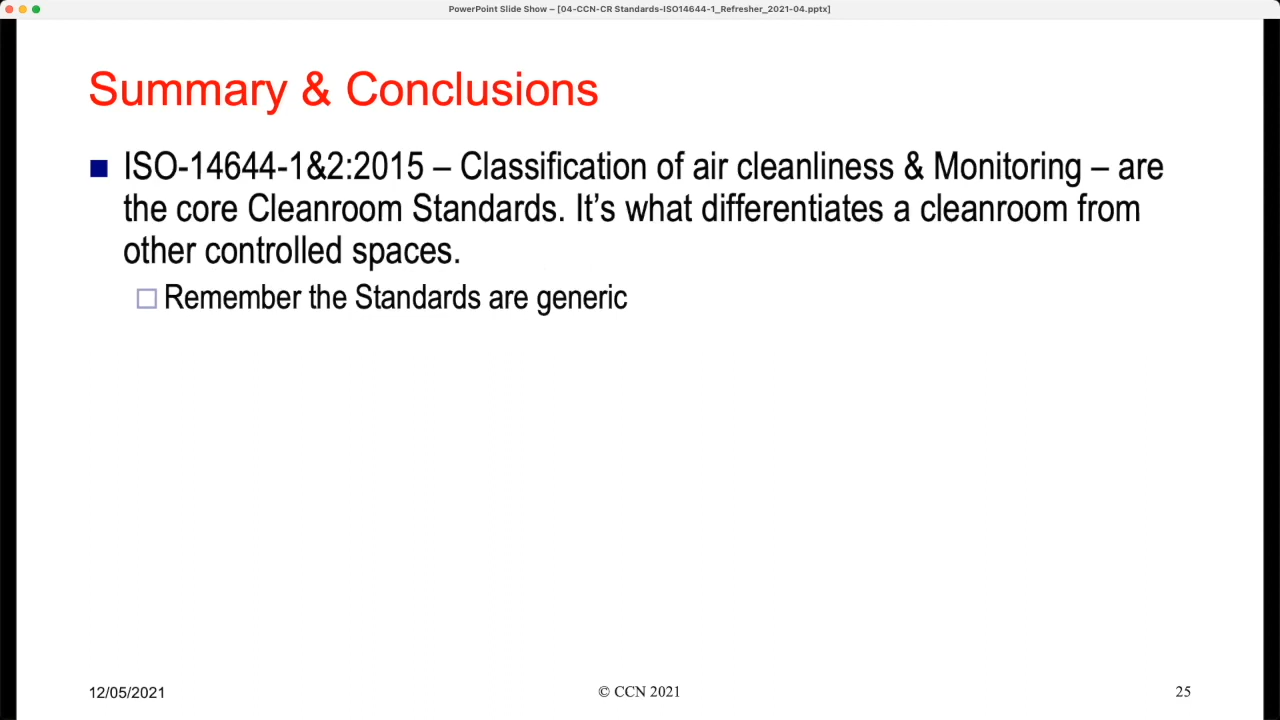 PowerPoint Slide Show – [04-CCN-CR Standards-ISO14644-1_Refresher_2021-04.pptx]
Summary & Conclusions
ISO-14644-1&2:2015 – Classification of air cleanliness & Monitoring – are
the core Cleanroom Standards. It’s what differentiates a cleanroom from
other controlled spaces.
Remember the Standards are generic
12/05/2021
© CCN 2021
25